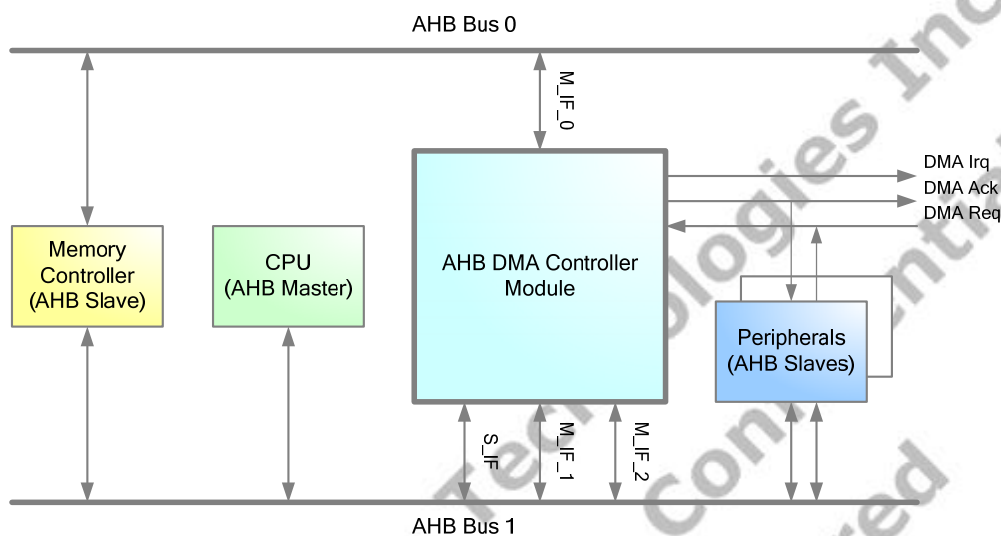 AHB Bus 0
M_IF_0
DMA Irq
DMA Ack
DMA Req
Memory
Controller
(AHB Slave)
CPU
(AHB Master)
AHB DMA Controller
Module
Peripherals
(AHB Slaves)
S_IF
M_IF_1
M_IF_2
AHB Bus 1